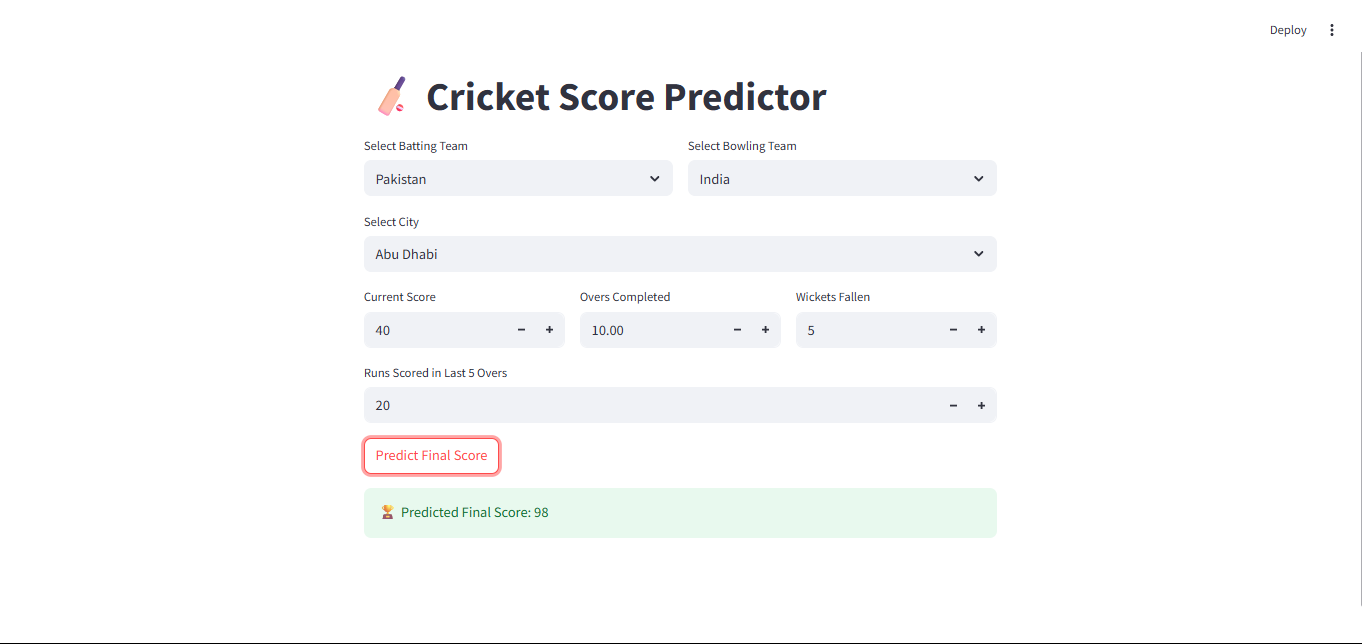 Deploy
Cricket Score Predictor
Select Batting Team
Select Bowling Team
Pakistan
India
Select City
Abu Dhabi
Current Score
Overs Completed
Wickets Fallen
40
10.00
5
Runs Scored in Last 5 Overs
20
Predict Final Score
Predicted Final Score: 98